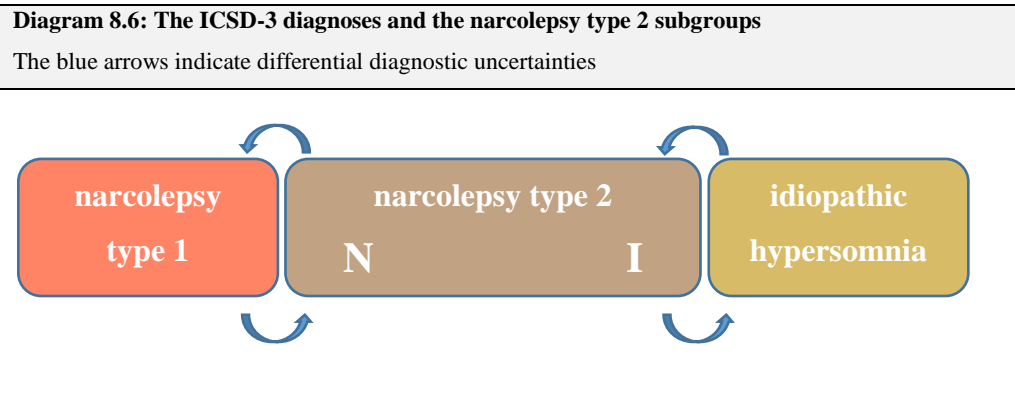 Diagram 8.6: The ICSD-3 diagnoses and the narcolepsy type 2 subgroups
The blue arrows indicate differential diagnostic uncertainties
narcolepsy
type 1
narcolepsy type 2
N
I
idiopathic
hypersomnia